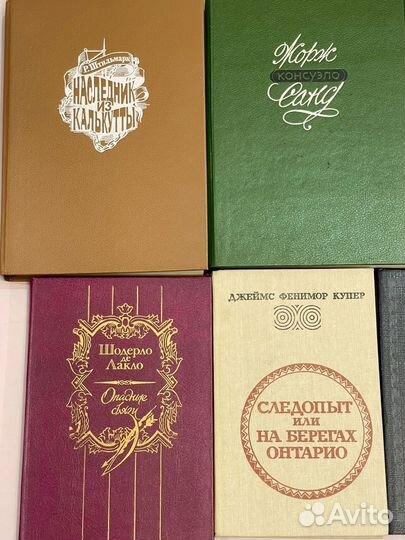 Р. Штильмарк
НАСЛЕДНИК
ИЗ
КАЛЬКУТТЫ
Жорж
КОНСУЭЛО
Санд
Шодерло
де
Лакло
Опасные
связи
ДЖЕЙМС ФЕНИМОР КУПЕР
СЛЕДОПЫТ
ИЛИ
НА БЕРЕГАХ
ОНТАРИО
Avito